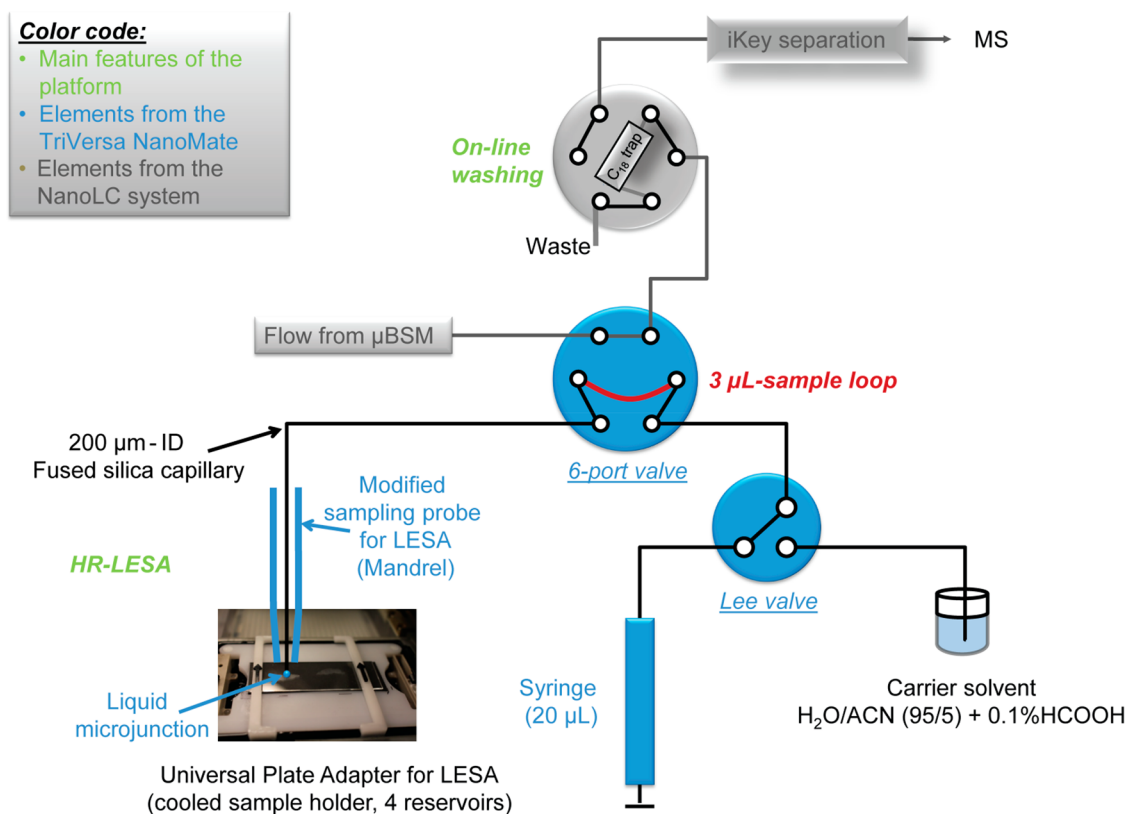 Color code:
• Main features of the
platform
• Elements from the
TriVersa NanoMate
• Elements from the
NanoLC system
iKey separation
MS
On-line
washing
C18 trap
Waste
Flow from µBSM
3 µL-sample loop
200 µm - ID
Fused silica capillary
6-port valve
Modified
sampling probe
for LESA
(Mandrel)
HR-LESA
Lee valve
Liquid
microjunction
Syringe
(20 µL)
Carrier solvent
H₂O/ACN (95/5) + 0.1%HCOOH
Universal Plate Adapter for LESA
(cooled sample holder, 4 reservoirs)